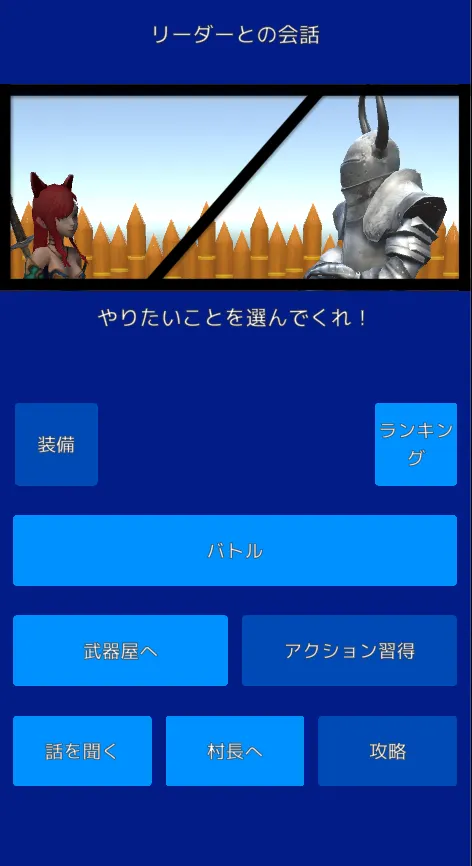 リーダーとの会話
やりたいことを選んでくれ！
装備
ランキン
グ
バトル
武器屋へ
アクション習得
話を聞く
村長へ
攻略